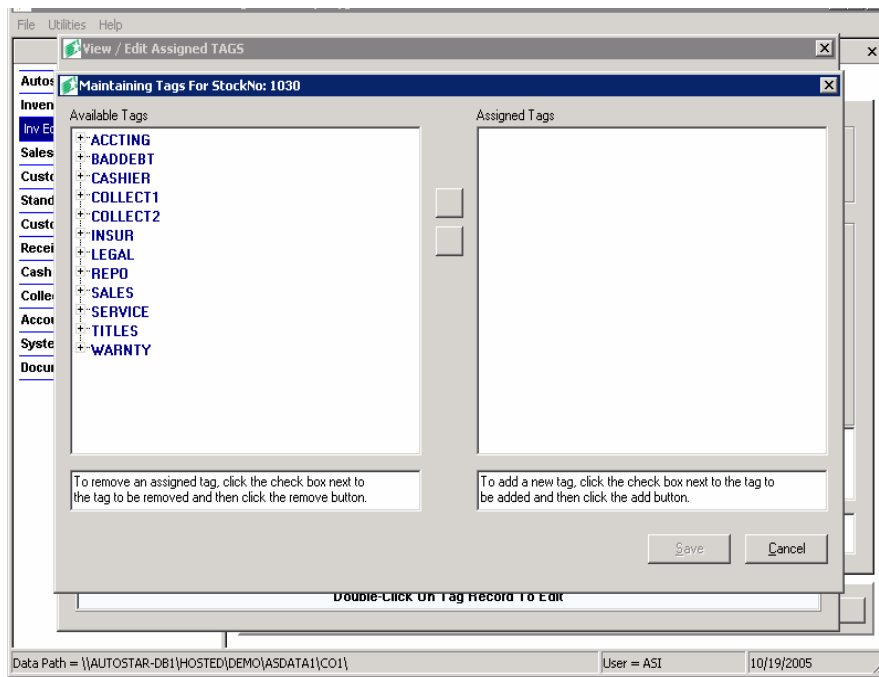 File Utilities Help
View / Edit Assigned TAGS
Maintaining Tags For StockNo: 1030
Autos
Inven
Inv Ed
Sales
Custo
Stand
Custo
Recei
Cash
Colle
Accou
Syste
Docu
Available Tags
ACCTING
BADDEBT
CASHIER
COLLECT1
COLLECT2
INSUR
LEGAL
REPO
SALES
SERVICE
TITLES
WARNTY
Assigned Tags
To remove an assigned tag, click the check box next to
the tag to be removed and then click the remove button.
To add a new tag, click the check box next to the tag to
be added and then click the add button.
Save
Cancel
Double-Click On Tag Record To Edit
Data Path = \\AUTOSTAR-DB1\HOSTED\DEMO\ASDATA1\CO1\
User = ASI
10/19/2005